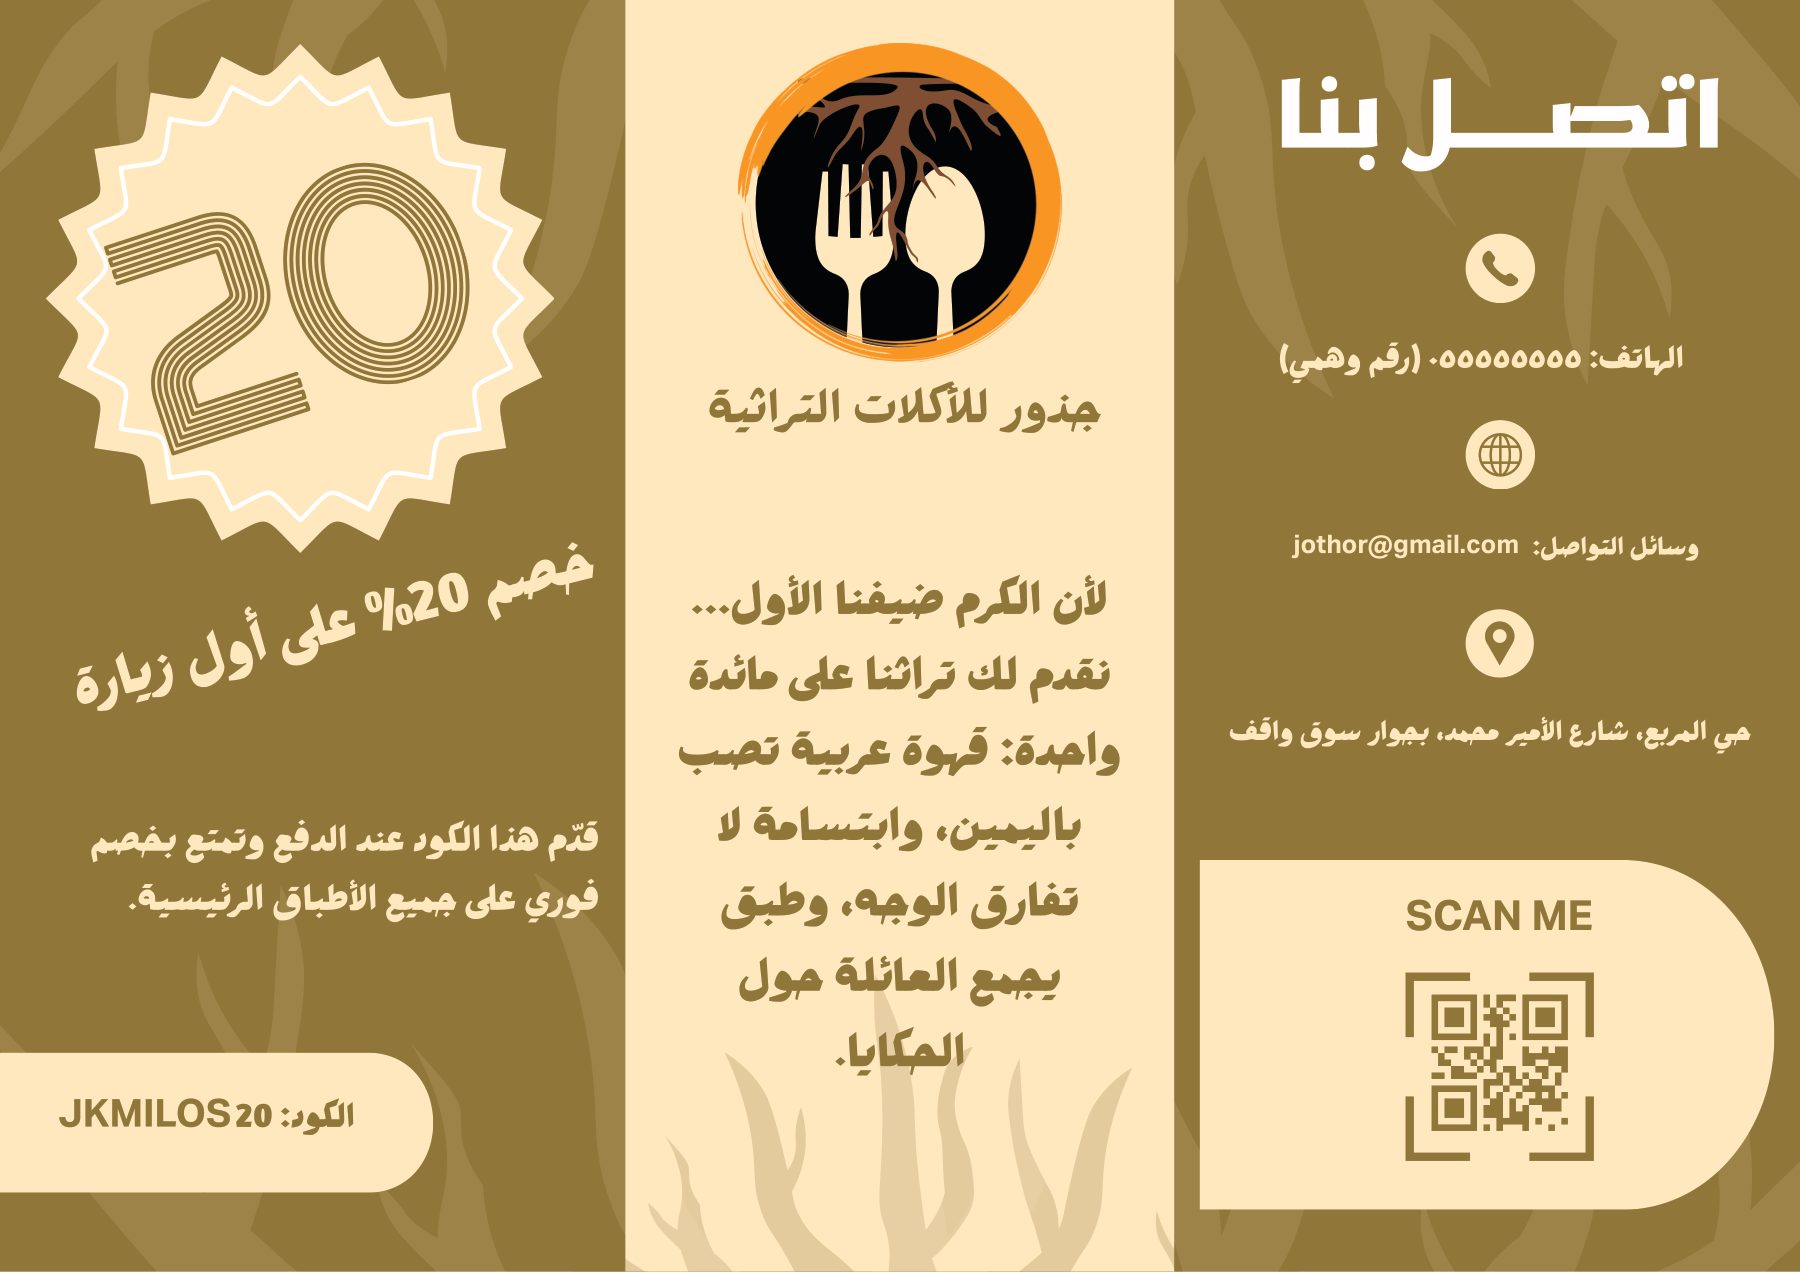 اتصل بنا
الهاتف: ٠٥٥٥٥٥٥٥٥٥ (رقم وهمي)
وسائل التواصل: jothor@gmail.com
حي المربع، شارع الأمير محمد، بجوار سوق واقف
SCAN ME
جذور للأكلات التراثية
لأن الكرم ضيفنا الأول...
نقدم لك تراثنا على مائدة
واحدة: قهوة عربية تصب
باليمين، وابتسامة لا
تفارق الوجه، وطبق
يجمع العائلة حول
الحكايا.
20
خصم 20% على أول زيارة
قدّم هذا الكود عند الدفع وتمتع بخصم
فوري على جميع الأطباق الرئيسية.
الكود: JKMILOS20